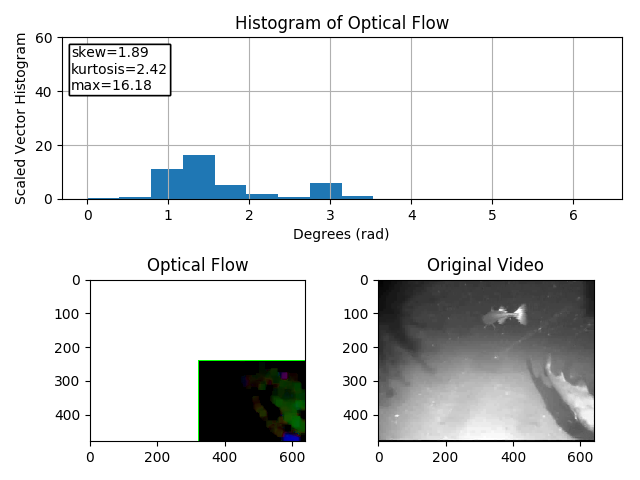 Histogram of Optical Flow
Scaled Vector Histogram
60
40
20
0
skew=1.89
kurtosis=2.42
max=16.18
0 1 2 3 4 5 6
Degrees (rad)
Optical Flow
0
100
200
300
400
0 200 400 600
Original Video
0
100
200
300
400
0 200 400 600